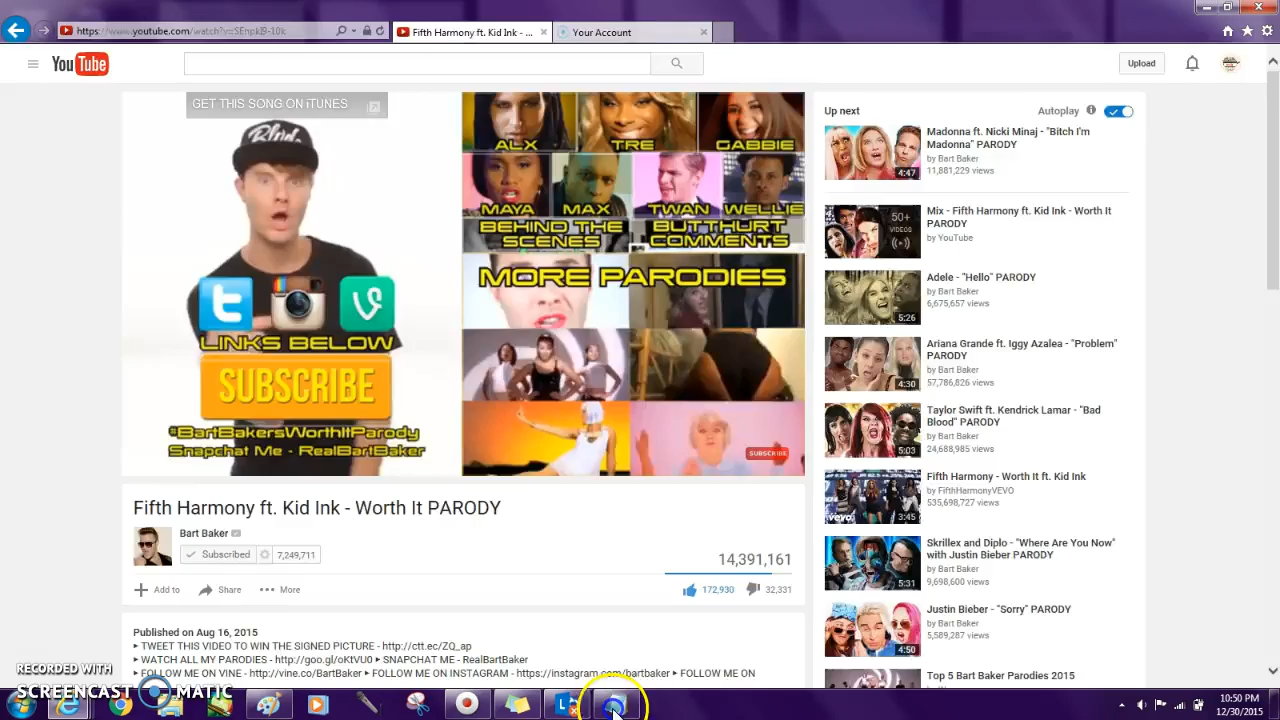 https://www.youtube.com/watch?v=SEnpkI9-10k
Fifth Harmony ft. Kid Ink - ...
Your Account
YouTube
Upload
GET THIS SONG ON iTUNES
ALX
TRE
GABBIE
MAYA
MAX
TWAN
WELLIE
BEHIND THE SCENES
BUTTHURT COMMENTS
MORE PARODIES
LINKS BELOW
SUBSCRIBE
#BartBakersWorthItParody
Snapchat Me - RealBartBaker
SUBSCRIBE
Fifth Harmony ft. Kid Ink - Worth It PARODY
Bart Baker
Subscribed 7,249,711
14,391,161
Add to Share More
172,930 32,331
Published on Aug 16, 2015
▸ TWEET THIS VIDEO TO WIN THE SIGNED PICTURE - http://ctt.ec/ZQ_ap
▸ WATCH ALL MY PARODIES - http://goo.gl/oKtVU0 ▸ SNAPCHAT ME - RealBartBaker
▸ FOLLOW ME ON VINE - http://vine.co/BartBaker ▸ FOLLOW ME ON INSTAGRAM - https://instagram.com/bartbaker ▸ FOLLOW ME ON
Up next
Autoplay
Madonna ft. Nicki Minaj - "Bitch I'm
Madonna" PARODY
by Bart Baker
11,881,229 views
4:47
Mix - Fifth Harmony ft. Kid Ink - Worth It
PARODY
by YouTube
50+
VIDEOS
Adele - "Hello" PARODY
by Bart Baker
6,675,657 views
5:26
Ariana Grande ft. Iggy Azalea - "Problem"
PARODY
by Bart Baker
57,786,826 views
4:30
Taylor Swift ft. Kendrick Lamar - "Bad
Blood" PARODY
by Bart Baker
24,688,985 views
5:03
Fifth Harmony - Worth It ft. Kid Ink
by FifthHarmonyVEVO
535,698,727 views
vevo
3:45
Skrillex and Diplo - "Where Are You Now"
with Justin Bieber PARODY
by Bart Baker
9,698,600 views
5:31
Justin Bieber - "Sorry" PARODY
by Bart Baker
5,589,287 views
4:50
Top 5 Bart Baker Parodies 2015
RECORDED WITH
SCREENCAST MATIC
10:50 PM
12/30/2015